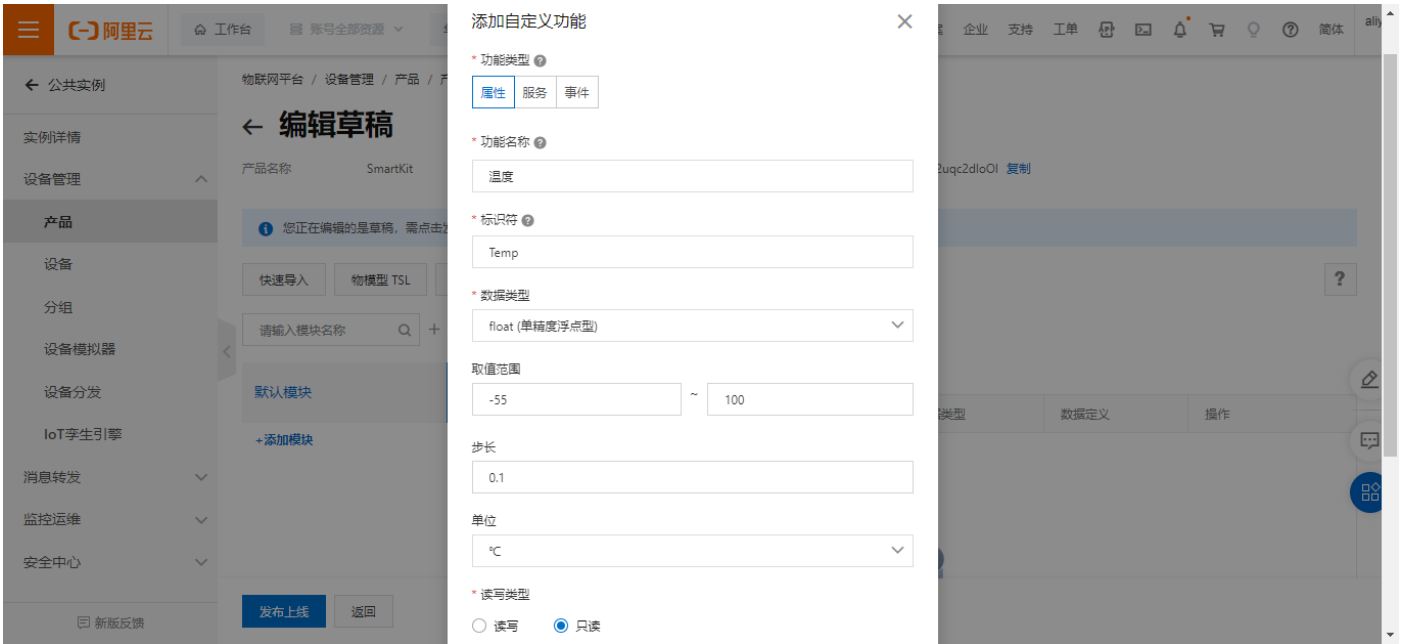 阿里云
工作台
账号全部资源
企业
支持
工单
简体
公共实例
实例详情
设备管理
产品
设备
分组
设备模拟器
设备分发
IoT孪生引擎
消息转发
监控运维
安全中心
新版反馈
物联网平台 / 设备管理 / 产品 /
编辑草稿
产品名称 SmartKit
2uqc2dIoOl 复制
您正在编辑的是草稿，需点击
快速导入
物模型 TSL
?
请输入模块名称
默认模块
+添加模块
类型
数据定义
操作
发布上线
返回
添加自定义功能
* 功能类型
属性
服务
事件
* 功能名称
温度
* 标识符
Temp
* 数据类型
float (单精度浮点型)
取值范围
-55 ~ 100
步长
0.1
单位
℃
* 读写类型
读写
只读